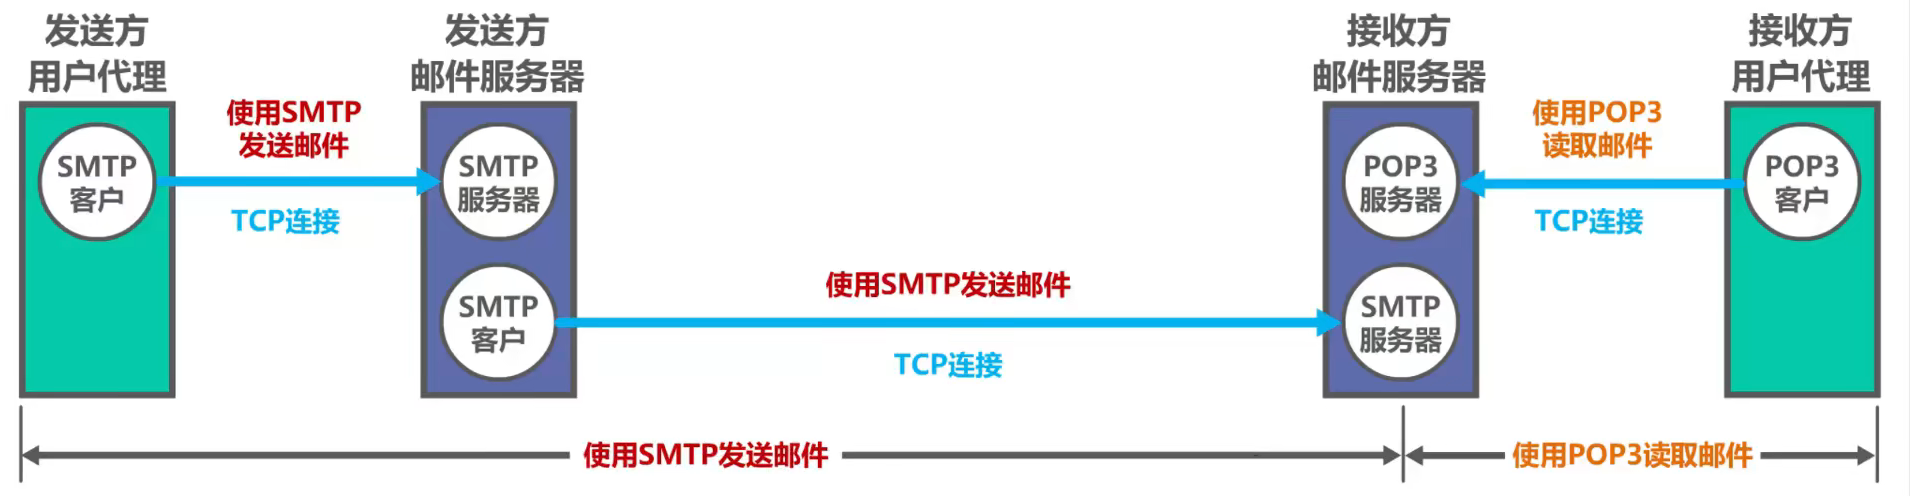 发送方
用户代理
发送方
邮件服务器
接收方
邮件服务器
接收方
用户代理
使用SMTP
发送邮件
使用POP3
读取邮件
SMTP
客户
SMTP
服务器
POP3
服务器
POP3
客户
TCP连接
TCP连接
使用SMTP发送邮件
SMTP
客户
SMTP
服务器
TCP连接
使用SMTP发送邮件
使用POP3读取邮件